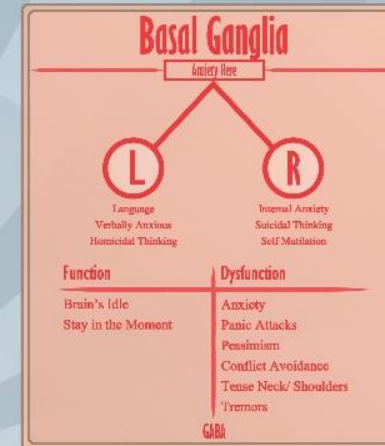 Basal Ganglia
Anxiety Here
L
Language
Verbally Anxious
Homicidal Thinking
R
Internal Anxiety
Suicidal Thinking
Self Mutilation
Function
Brain's Idle
Stay in the Moment
Dysfunction
Anxiety
Panic Attacks
Pessimism
Conflict Avoidance
Tense Neck/ Shoulders
Tremors
GABA